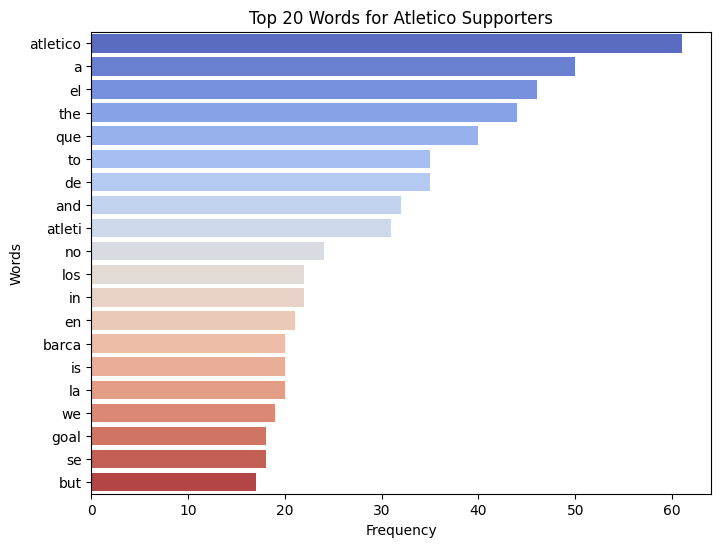 Top 20 Words for Atletico Supporters
Words
atletico
a
el
the
que
to
de
and
atleti
no
los
in
en
barca
is
la
we
goal
se
but
0 10 20 30 40 50 60
Frequency